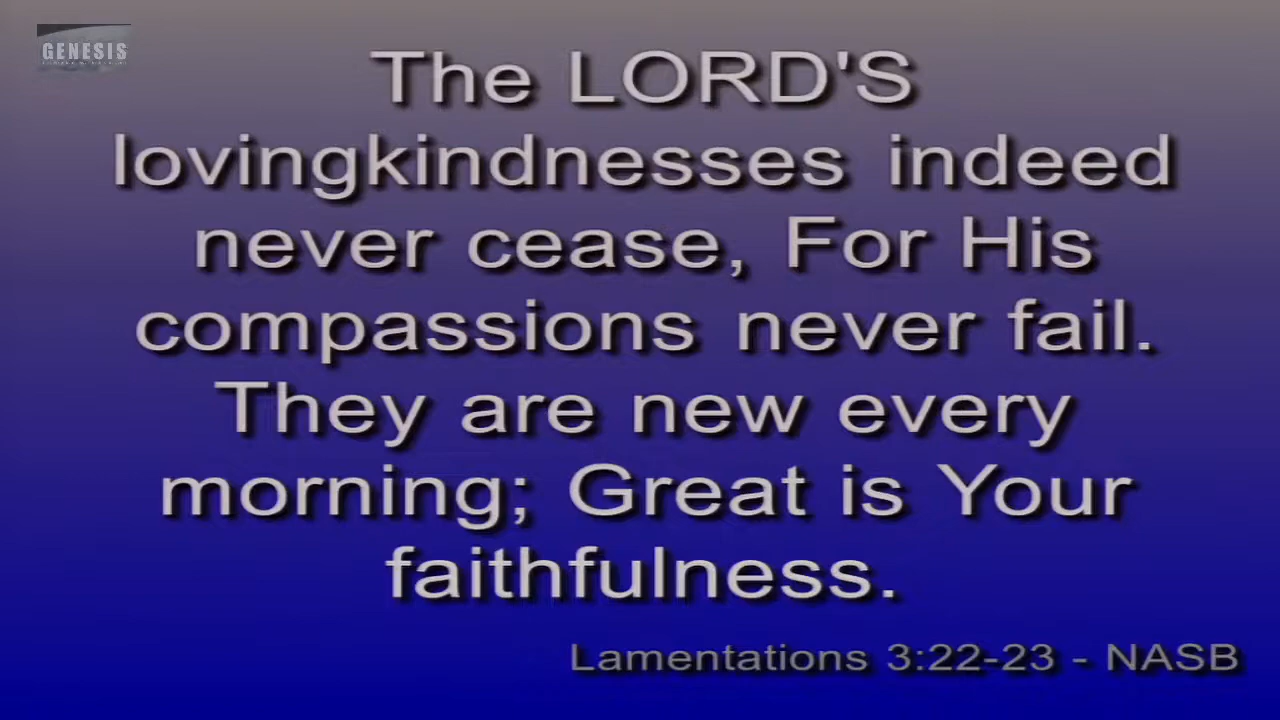 GENESIS
The LORD'S
lovingkindnesses indeed
never cease, For His
compassions never fail.
They are new every
morning; Great is Your
faithfulness.
Lamentations 3:22-23 - NASB